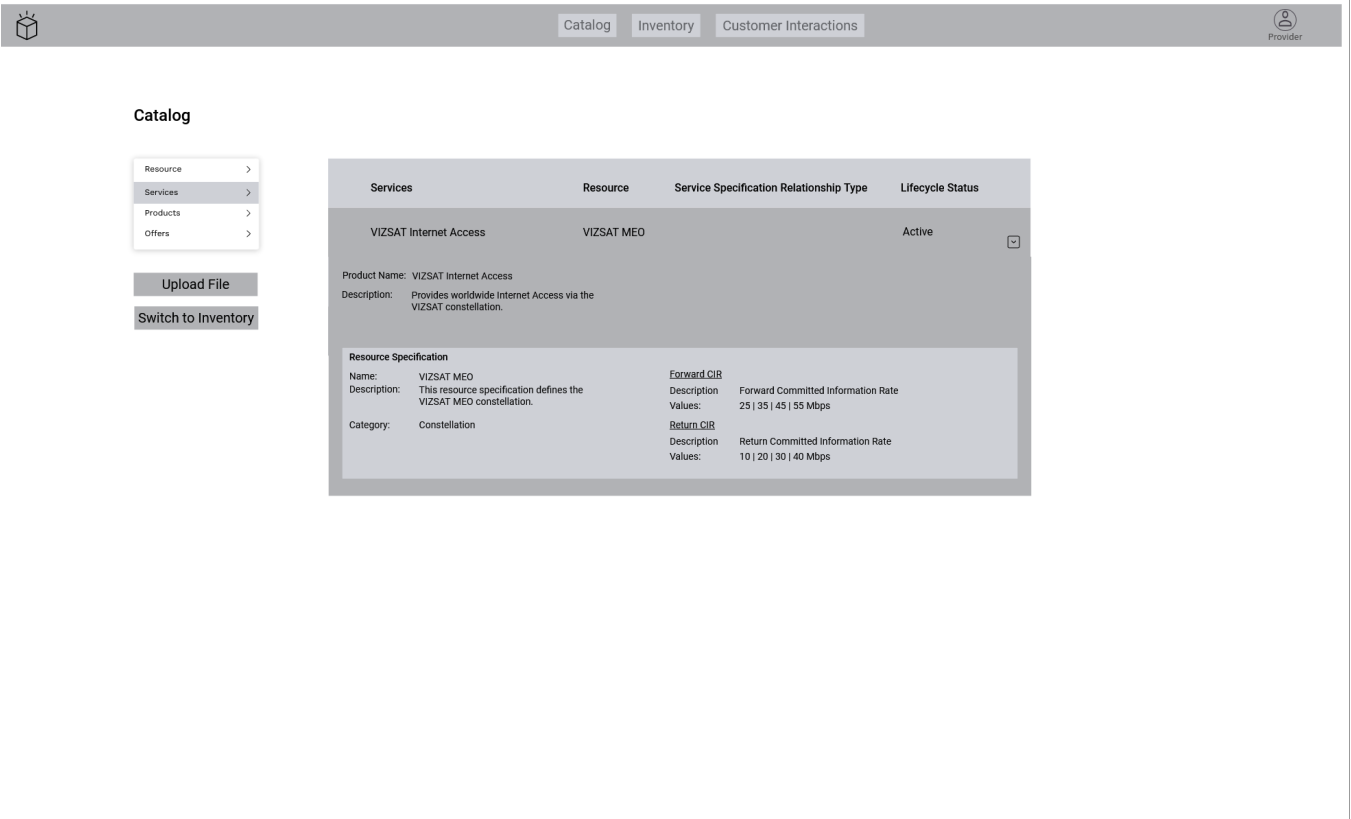 Catalog Inventory Customer Interactions
Provider
Catalog
Resource
Services
Products
Offers
Upload File
Switch to Inventory
Services Resource Service Specification Relationship Type Lifecycle Status
VIZSAT Internet Access VIZSAT MEO Active
Product Name: VIZSAT Internet Access
Description: Provides worldwide Internet Access via the
VIZSAT constellation.
Resource Specification
Name: VIZSAT MEO
Description: This resource specification defines the
VIZSAT MEO constellation.
Category: Constellation
Forward CIR
Description Forward Committed Information Rate
Values: 25 | 35 | 45 | 55 Mbps
Return CIR
Description Return Committed Information Rate
Values: 10 | 20 | 30 | 40 Mbps